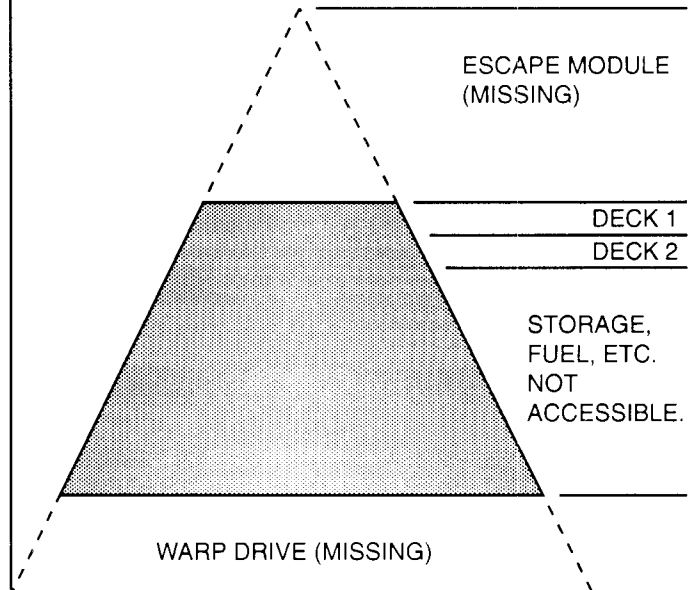 ESCAPE MODULE
(MISSING)
DECK 1
DECK 2
STORAGE,
FUEL, ETC.
NOT
ACCESSIBLE.
WARP DRIVE (MISSING)